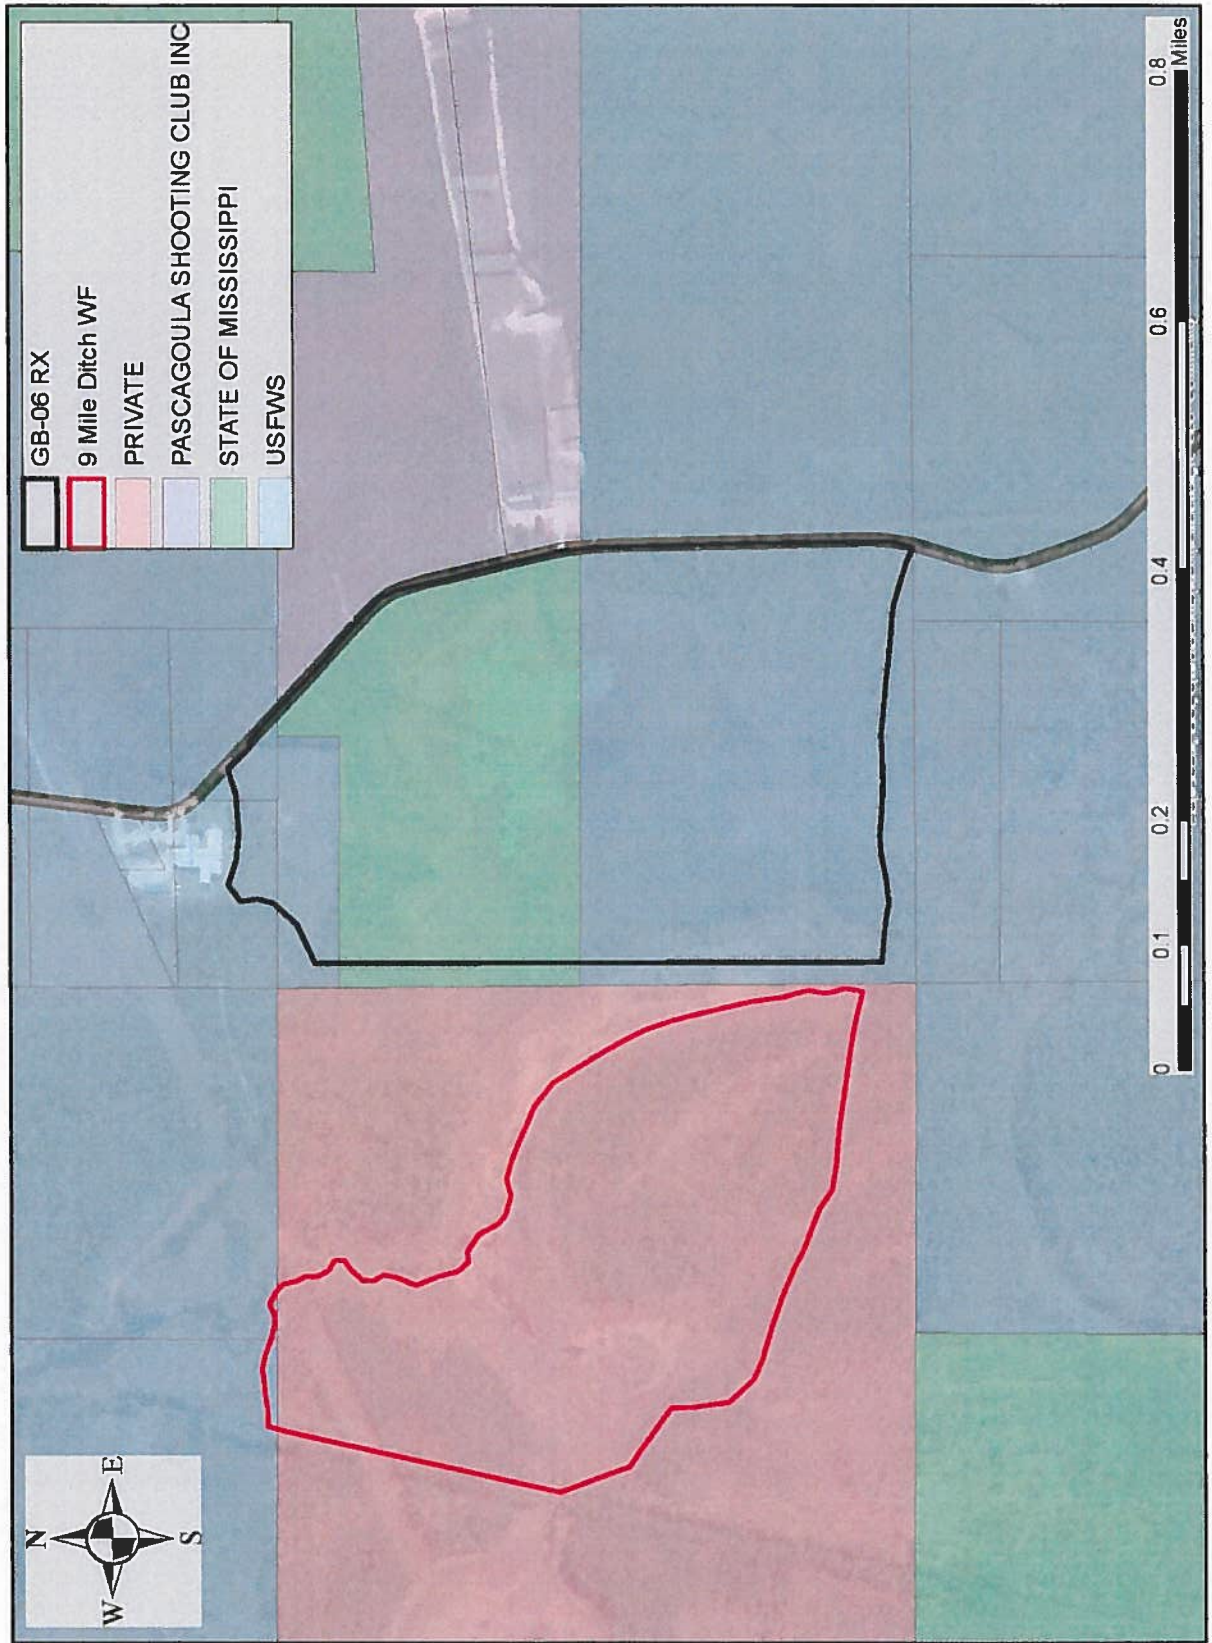 GB-06 RX
9 Mile Ditch WF
PRIVATE
PASCAGOULA SHOOTING CLUB INC
STATE OF MISSISSIPPI
USFWS
N
W E
S
0 0.1 0.2 0.4 0.6 0.8
Miles